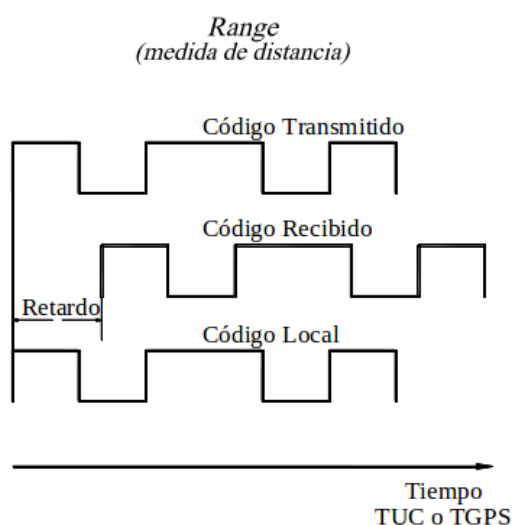 Range
(medida de distancia)
Código Transmitido
Código Recibido
Retardo
Código Local
Tiempo
TUC o TGPS